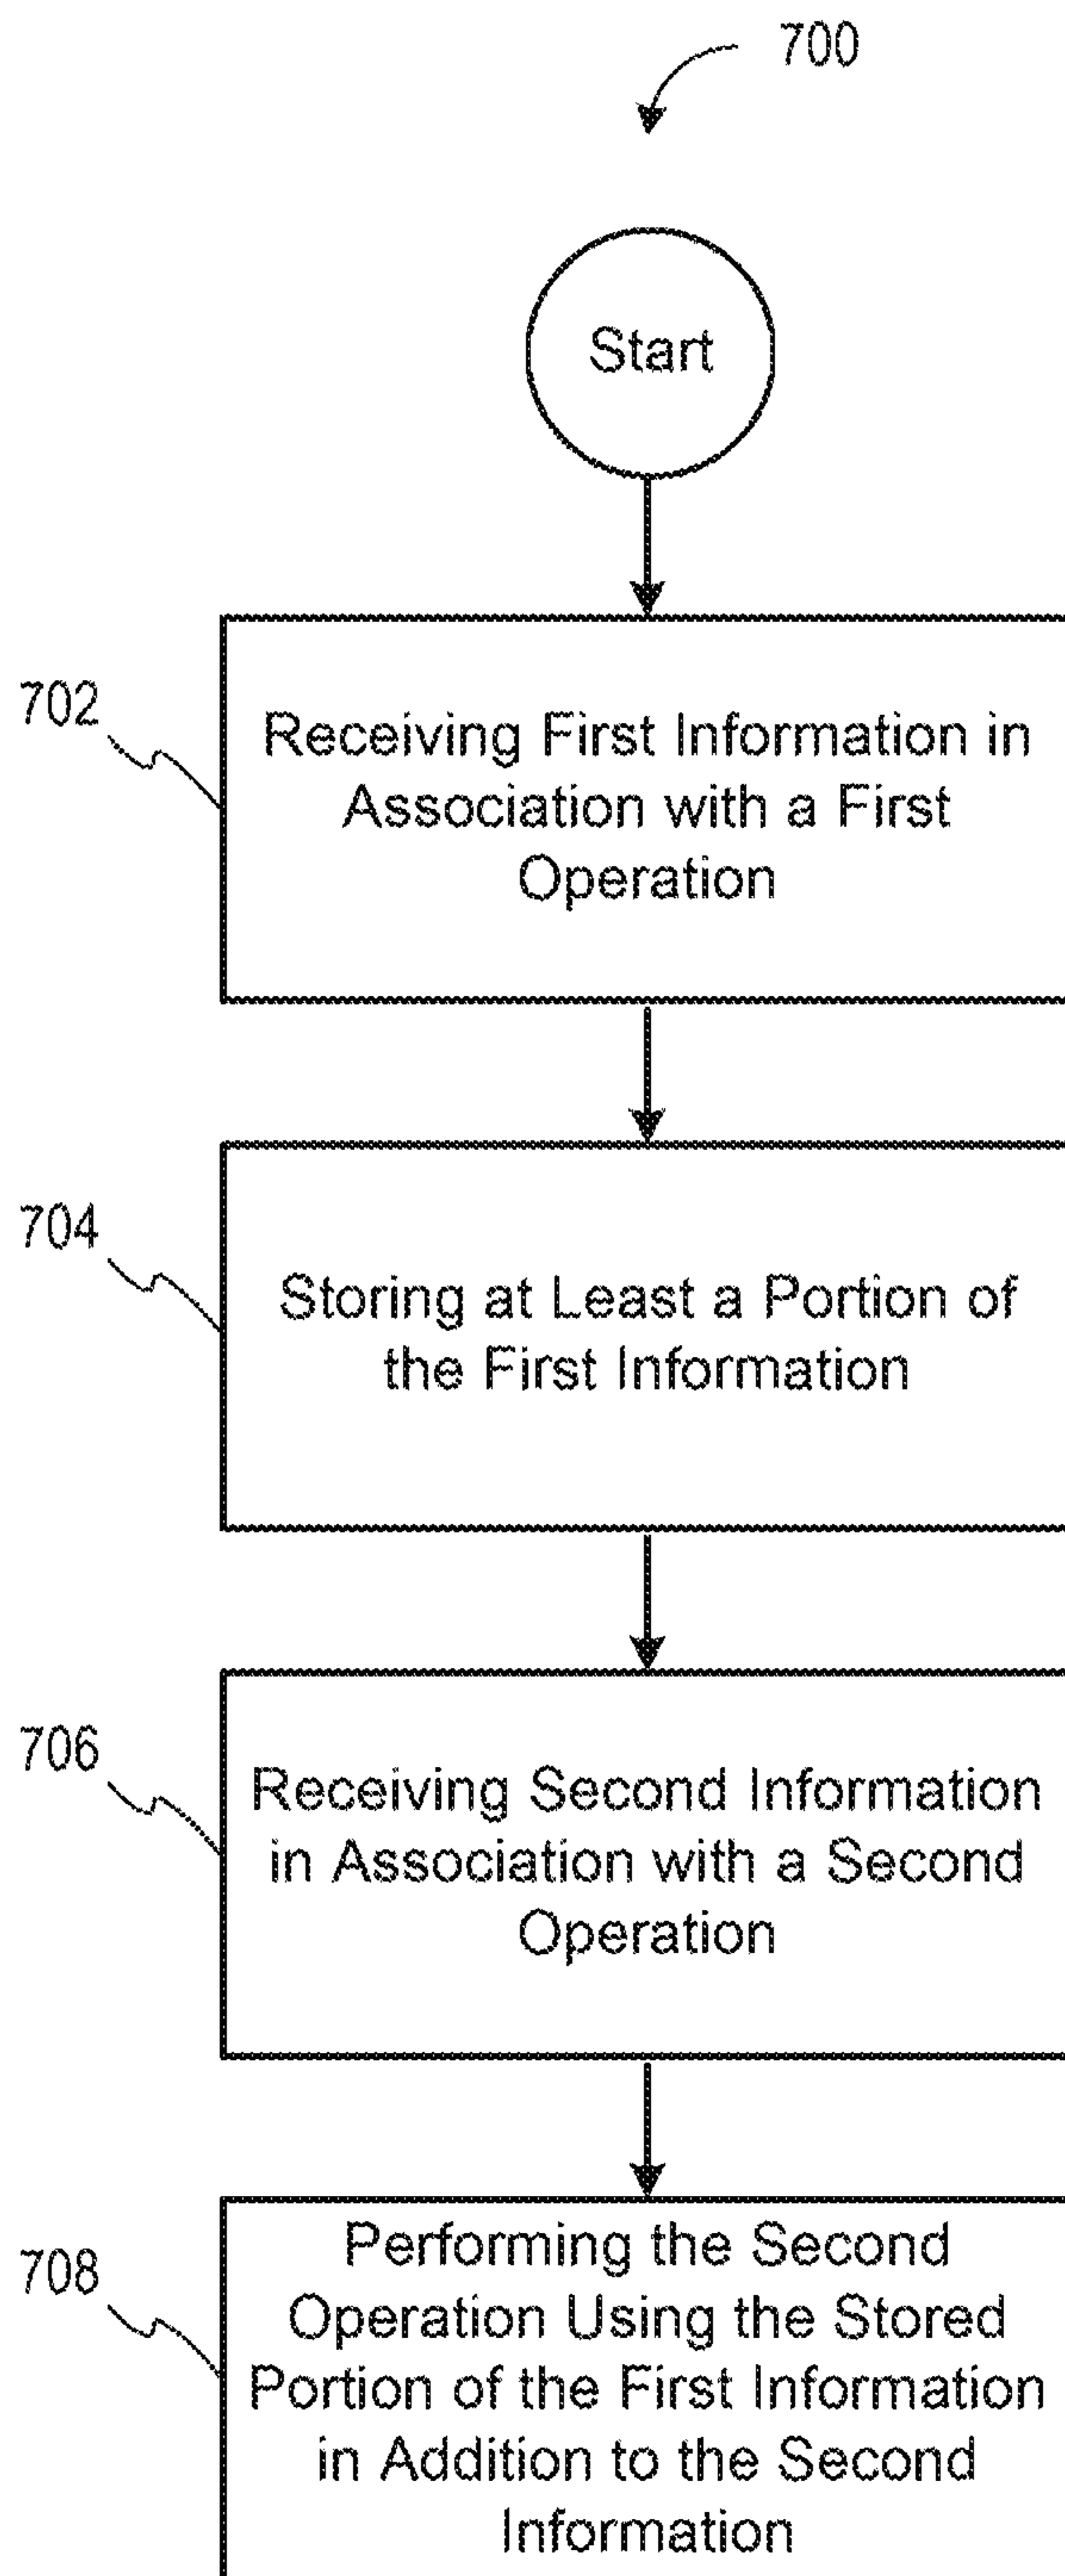 700
Start
702
Receiving First Information in
Association with a First
Operation
704
Storing at Least a Portion of
the First Information
706
Receiving Second Information
in Association with a Second
Operation
708
Performing the Second
Operation Using the Stored
Portion of the First Information
in Addition to the Second
Information